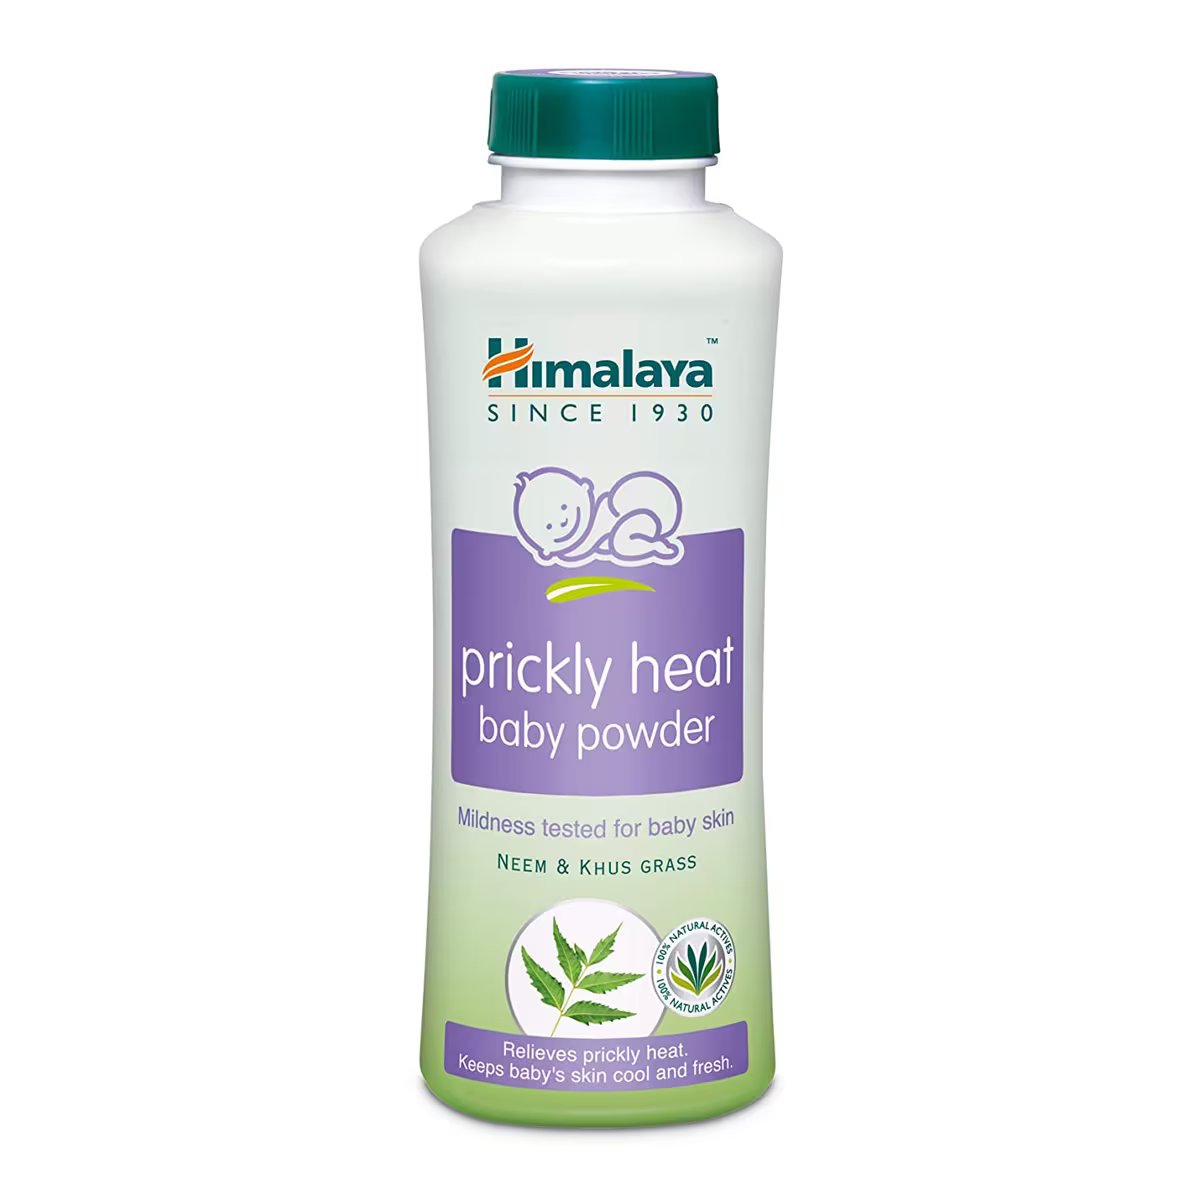 Himalaya™
SINCE 1930
prickly heat
baby powder
Mildness tested for baby skin
NEEM & KHUS GRASS
100% NATURAL ACTIVES
100% NATURAL ACTIVES
Relieves prickly heat.
Keeps baby's skin cool and fresh.